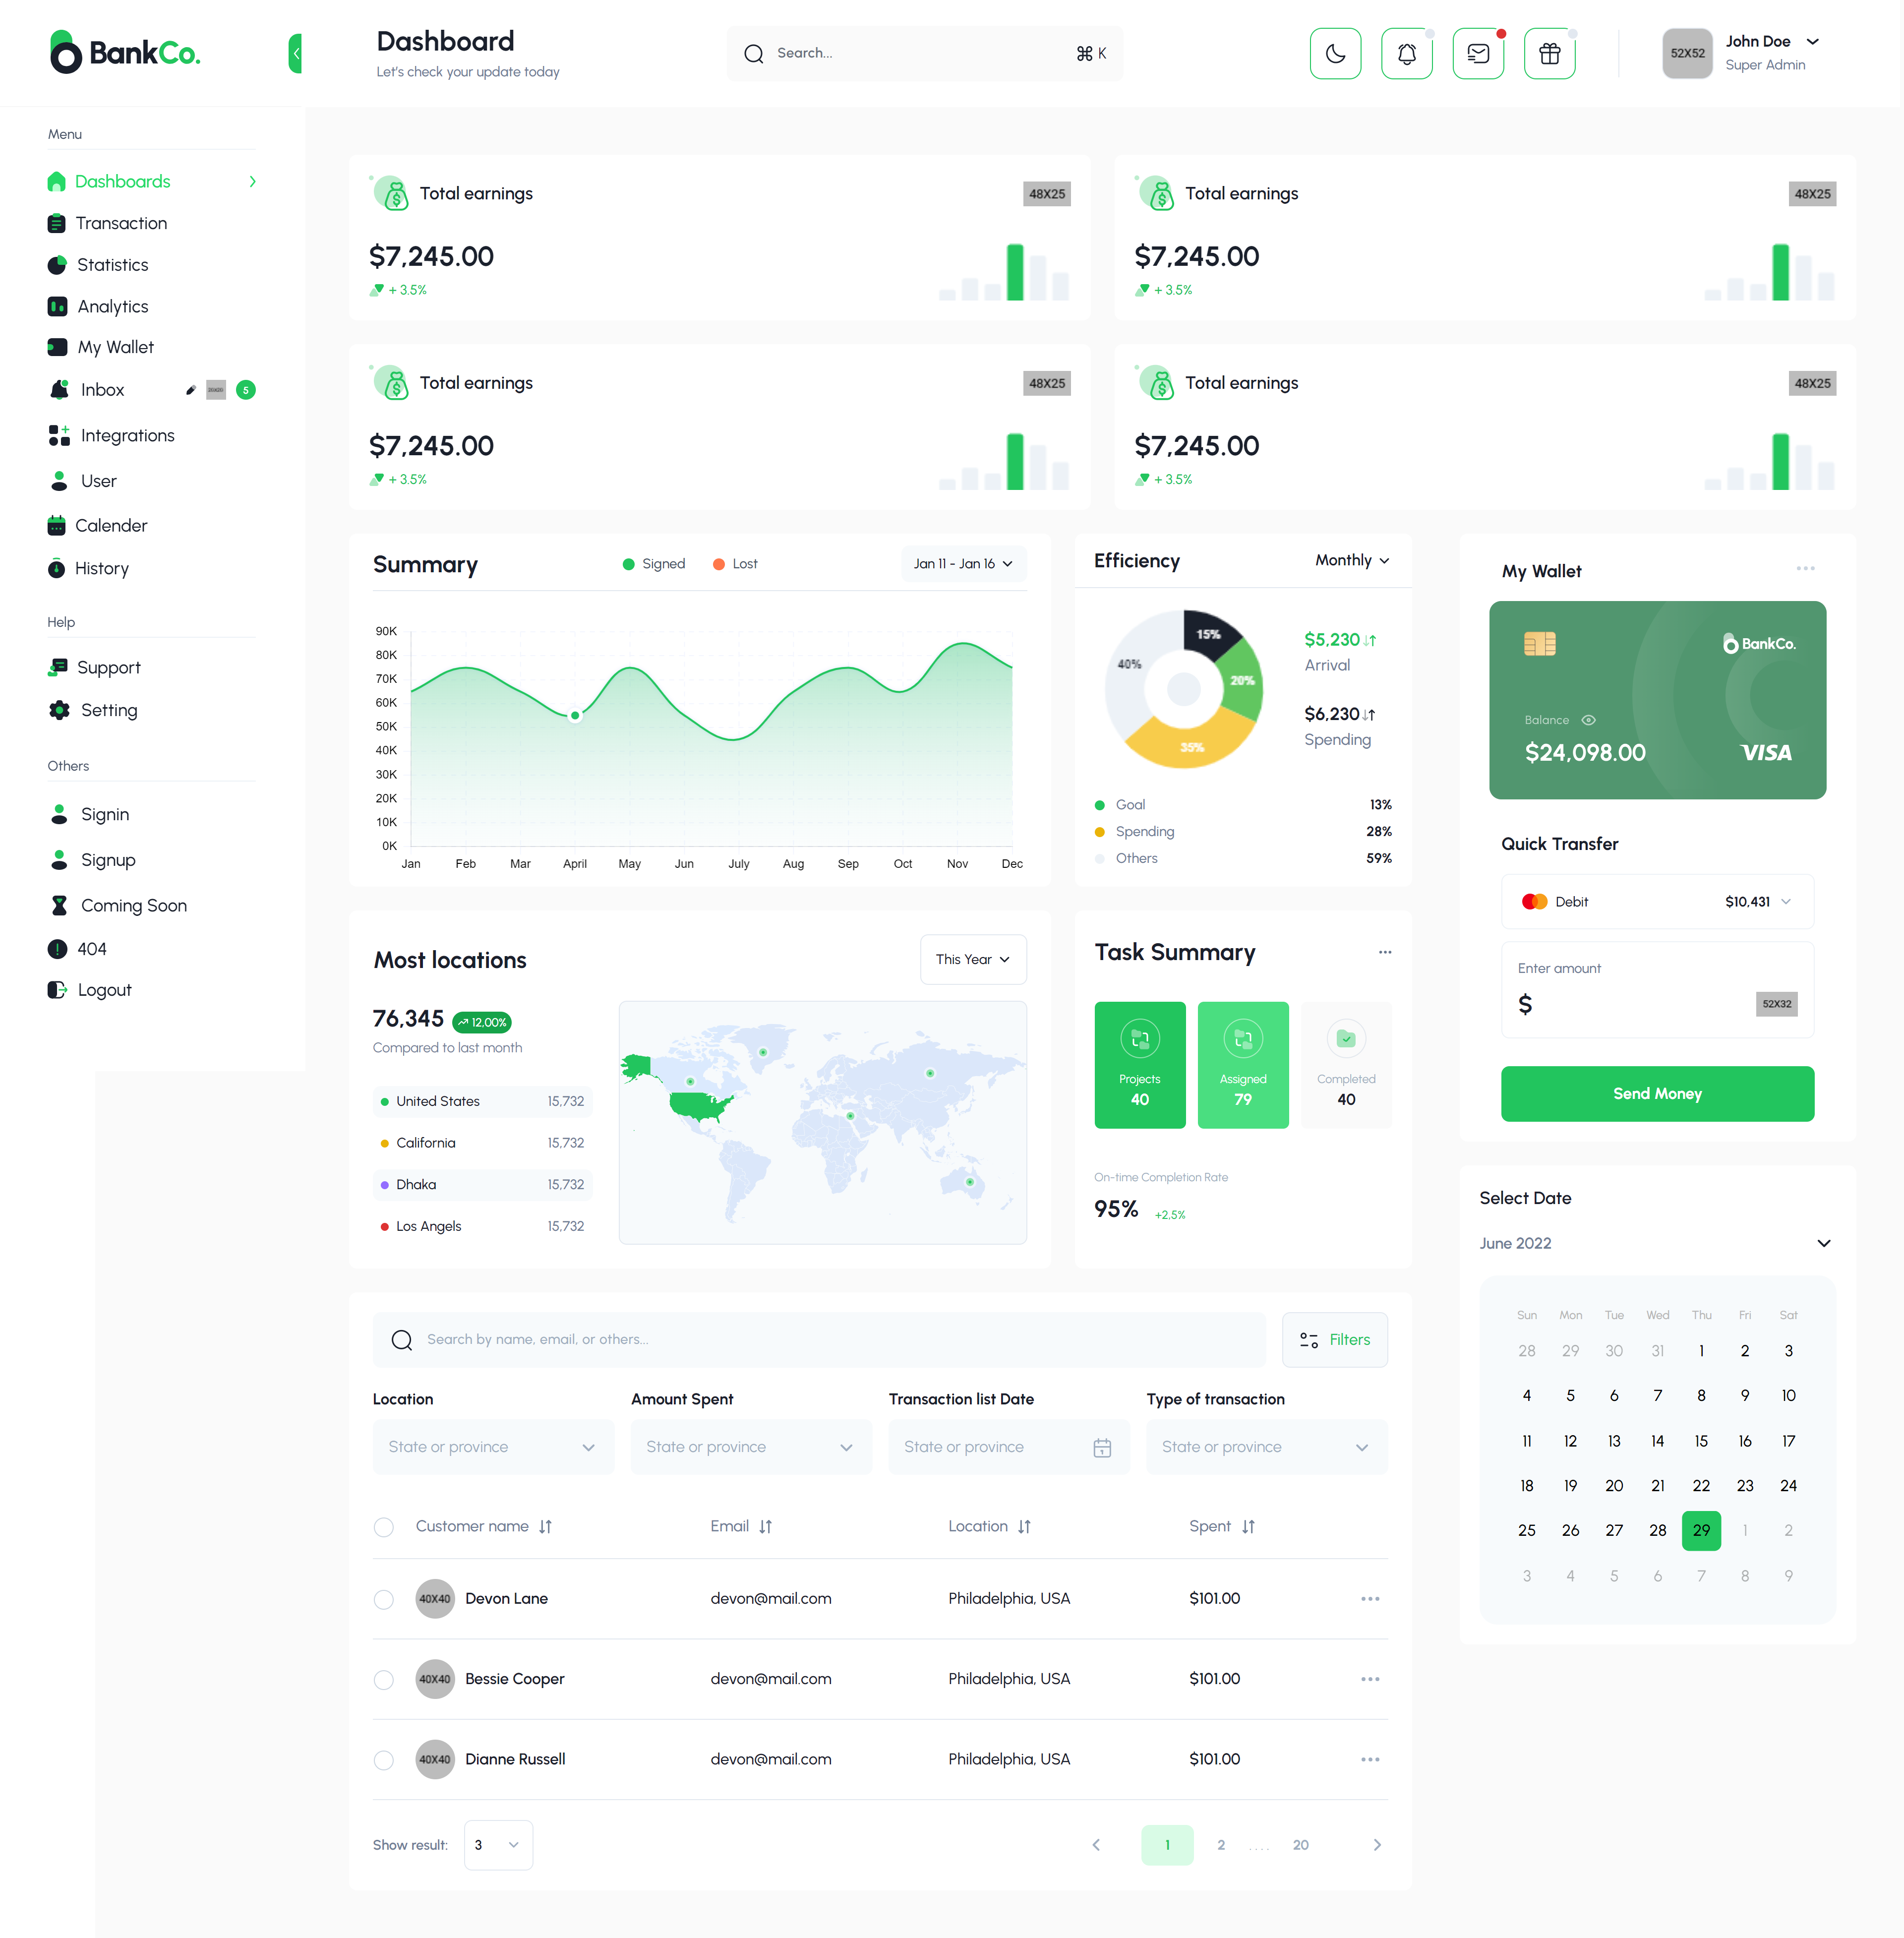 BankCo.
Dashboard
Let's check your update today
Search...
⌘ K
52X52
John Doe
Super Admin
Menu
Dashboards
Transaction
Statistics
Analytics
My Wallet
Inbox
20X20
5
Integrations
User
Calender
History
Help
Support
Setting
Others
Signin
Signup
Coming Soon
404
Logout
Total earnings
48X25
$7,245.00
+ 3.5%
Total earnings
48X25
$7,245.00
+ 3.5%
Total earnings
48X25
$7,245.00
+ 3.5%
Total earnings
48X25
$7,245.00
+ 3.5%
Summary
Signed
Lost
Jan 11 - Jan 16
90K
80K
70K
60K
50K
40K
30K
20K
10K
0K
Jan Feb Mar April May Jun July Aug Sep Oct Nov Dec
Efficiency
Monthly
15%
20%
35%
40%
$5,230
Arrival
$6,230
Spending
Goal 13%
Spending 28%
Others 59%
My Wallet
BankCo.
Balance
$24,098.00
VISA
Quick Transfer
Debit
$10,431
Enter amount
$
52X32
Send Money
Most locations
This Year
76,345
12.00%
Compared to last month
United States 15,732
California 15,732
Dhaka 15,732
Los Angels 15,732
Task Summary
Projects
40
Assigned
79
Completed
40
On-time Completion Rate
95%
+2,5%
Select Date
June 2022
Sun Mon Tue Wed Thu Fri Sat
28 29 30 31 1 2 3
4 5 6 7 8 9 10
11 12 13 14 15 16 17
18 19 20 21 22 23 24
25 26 27 28 29 1 2
3 4 5 6 7 8 9
Search by name, email, or others...
Filters
Location
Amount Spent
Transaction list Date
Type of transaction
State or province
State or province
State or province
State or province
Customer name
Email
Location
Spent
40X40 Devon Lane devon@mail.com Philadelphia, USA $101.00
40X40 Bessie Cooper devon@mail.com Philadelphia, USA $101.00
40X40 Dianne Russell devon@mail.com Philadelphia, USA $101.00
Show result:
3
1 2 .... 20